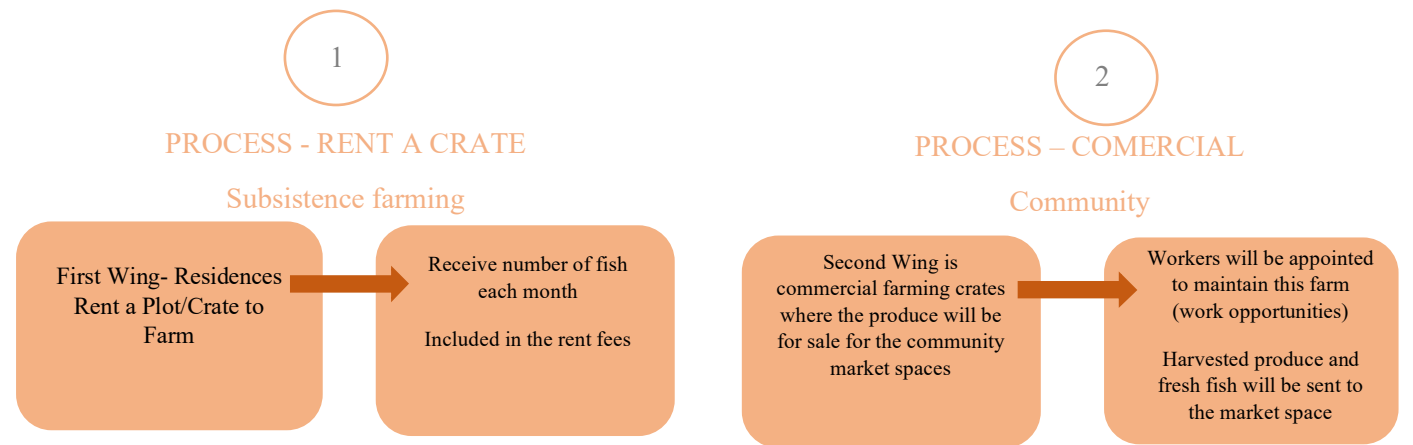 1
PROCESS - RENT A CRATE
Subsistence farming
First Wing- Residences
Rent a Plot/Crate to
Farm
Receive number of fish
each month
Included in the rent fees
2
PROCESS – COMERCIAL
Community
Second Wing is
commercial farming crates
where the produce will be
for sale for the community
market spaces
Workers will be appointed
to maintain this farm
(work opportunities)
Harvested produce and
fresh fish will be sent to
the market space